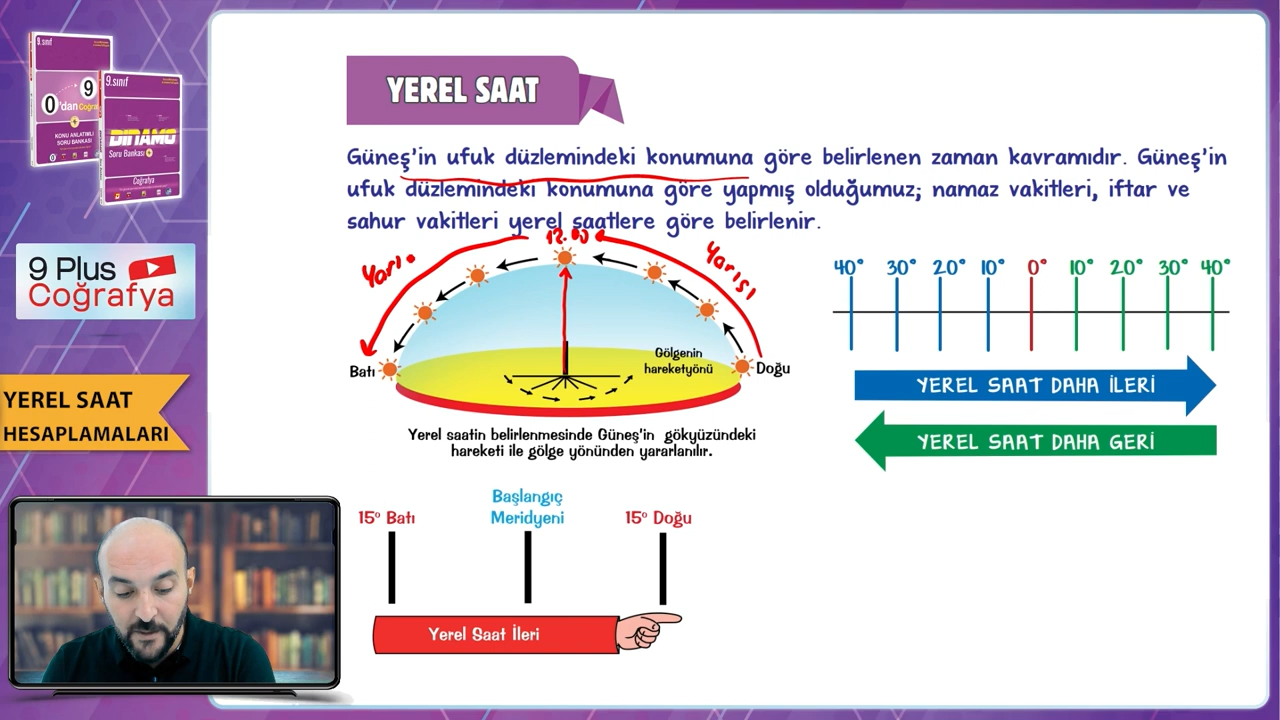 9.sınıf
9
0'dan Coğra
KONU ANLATIMLI
SORU BANKASI
9.sınıf
DİNAMO
Soru Bankası
Coğrafya
9 Plus
Coğrafya
YEREL SAAT
HESAPLAMALARI
YEREL SAAT
Güneş'in ufuk düzlemindeki konumuna göre belirlenen zaman kavramıdır. Güneş'in
ufuk düzlemindeki konumuna göre yapmış olduğumuz; namaz vakitleri, iftar ve
sahur vakitleri yerel saatlere göre belirlenir.
12.00
Yarı
Yarısı
Gölgenin
hareketyönü
Batı
Doğu
Yerel saatin belirlenmesinde Güneş'in gökyüzündeki
hareketi ile gölge yönünden yararlanılır.
40° 30° 20° 10° 0° 10° 20° 30° 40°
YEREL SAAT DAHA İLERİ
YEREL SAAT DAHA GERİ
Başlangıç
15° Batı Meridyeni 15° Doğu
Yerel Saat İleri